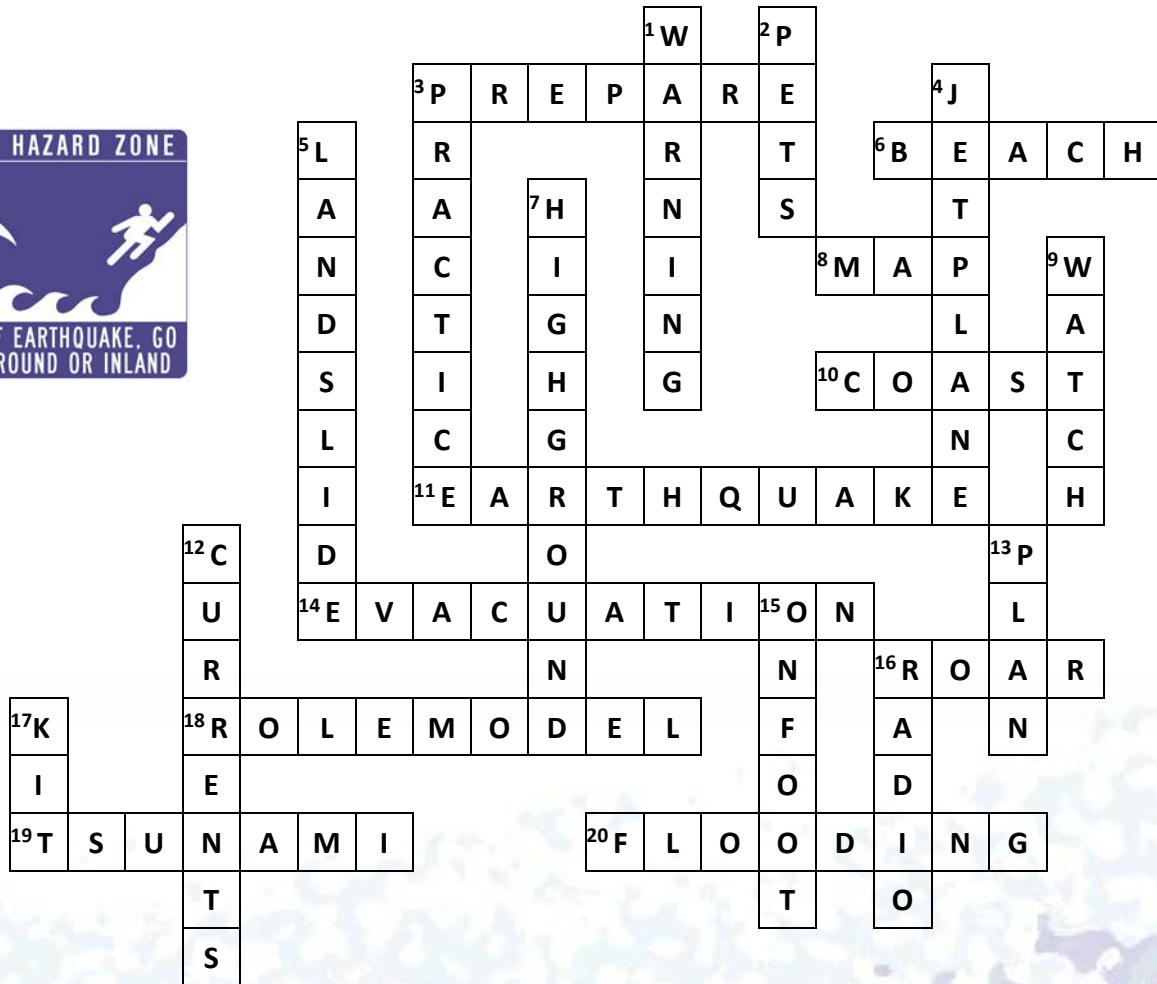 HAZARD ZONE
F EARTHQUAKE, GO
ROUND OR INLAND
1 W 2 P
3 P R E P A R E 4 J
5 L R R T 6 B E A C H
A A 7 H N S T
N C I I 8 M A P 9 W
D T G N L A
S I H G 10 C O A S T
L C G N C
I 11 E A R T H Q U A K E H
12 C D O 13 P
U 14 E V A C U A T I 15 O N L
R N N 16 R O A R
17 K 18 R O L E M O D E L F A N
I E O D
19 T S U N A M I 20 F L O O D I N G
T T O
S